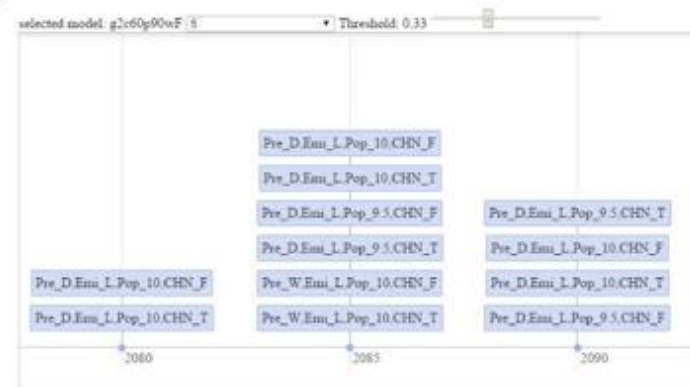 selected model: g2c60p90wF 6 Threshold: 0.33
Pre_D.Emi_L.Pop_10.CHN_F
Pre_D.Emi_L.Pop_10.CHN_T
Pre_D.Emi_L.Pop_9.5.CHN_F Pre_D.Emi_L.Pop_9.5.CHN_T
Pre_D.Emi_L.Pop_9.5.CHN_T Pre_D.Emi_L.Pop_10.CHN_F
Pre_D.Emi_L.Pop_10.CHN_F Pre_W.Emi_L.Pop_10.CHN_F Pre_D.Emi_L.Pop_10.CHN_T
Pre_D.Emi_L.Pop_10.CHN_T Pre_W.Emi_L.Pop_10.CHN_T Pre_D.Emi_L.Pop_9.5.CHN_F
2080 2085 2090